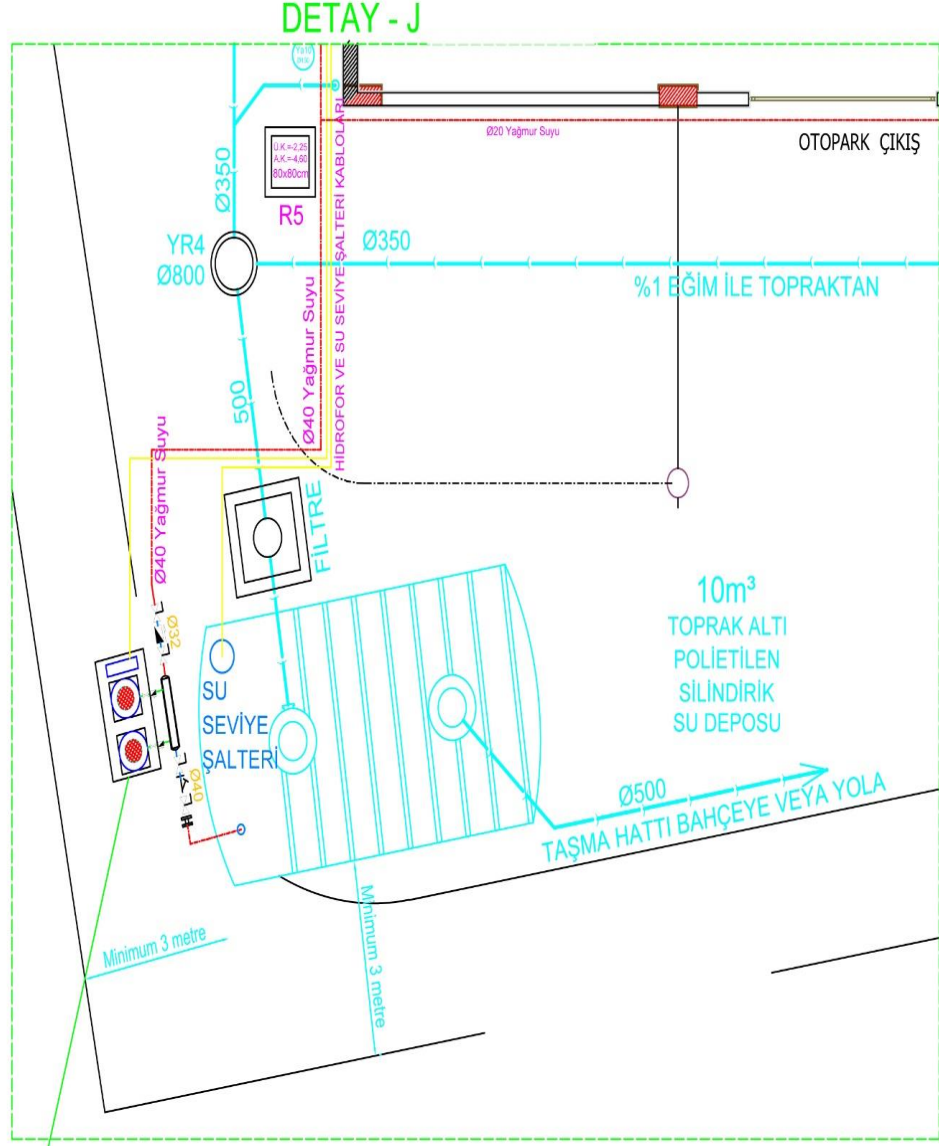 DETAY - J
Ü.K.=-2,25
A.K.=-4,60
80x80cm
R5
Ø350
YR4
Ø800
Ø20 Yağmur Suyu
OTOPARK ÇIKIŞ
Ø350
%1 EĞİM İLE TOPRAKTAN
HİDROFOR VE SU SEVİYE ŞALTERİ KABLOLARI
Ø40 Yağmur Suyu
500
Ø40 Yağmur Suyu
FİLTRE
Ø32
SU
SEVİYE
ŞALTERİ
Ø40
10m³
TOPRAK ALTI
POLİETİLEN
SİLİNDİRİK
SU DEPOSU
Ø500
TAŞMA HATTI BAHÇEYE VEYA YOLA
Minimum 3 metre
Minimum 3 metre